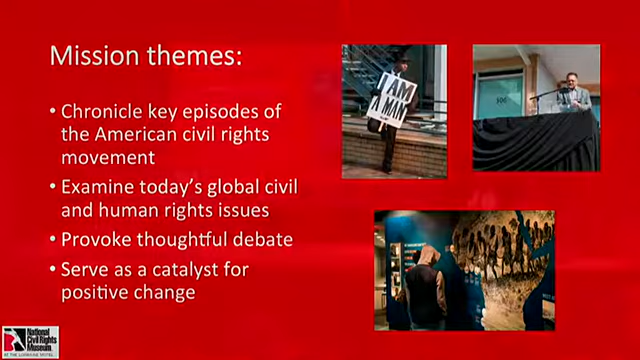 Mission themes:
• Chronicle key episodes of
the American civil rights
movement
• Examine today's global civil
and human rights issues
• Provoke thoughtful debate
• Serve as a catalyst for
positive change
I AM
A MAN
306
National
Civil Rights
Museum
AT THE LORRAINE MOTEL